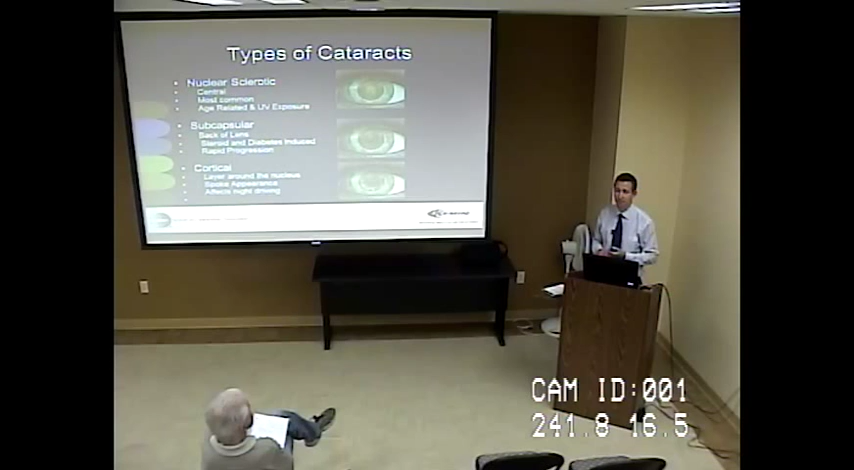 Types of Cataracts
Nuclear Sclerotic
Central
Most common
Age Related & UV Exposure
Subcapsular
Back of Lens
Steroid and Diabetes Induced
Rapid Progression
Cortical
Layer around the nucleus
Spoke Appearance
Affects night driving
CAM ID:001
241.8 16.5